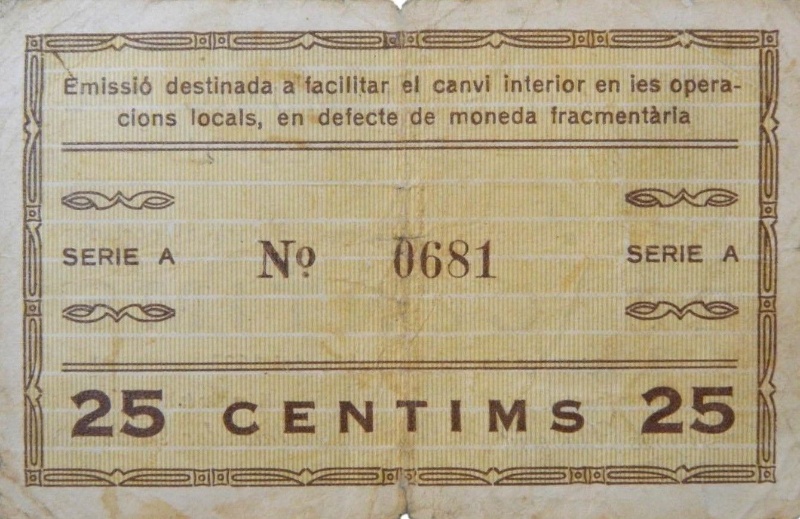 Emissió destinada a facilitar el canvi interior en ies opera-
cions locals, en defecte de moneda fracmentària
SERIE A Nº 0681 SERIE A
25 CENTIMS 25